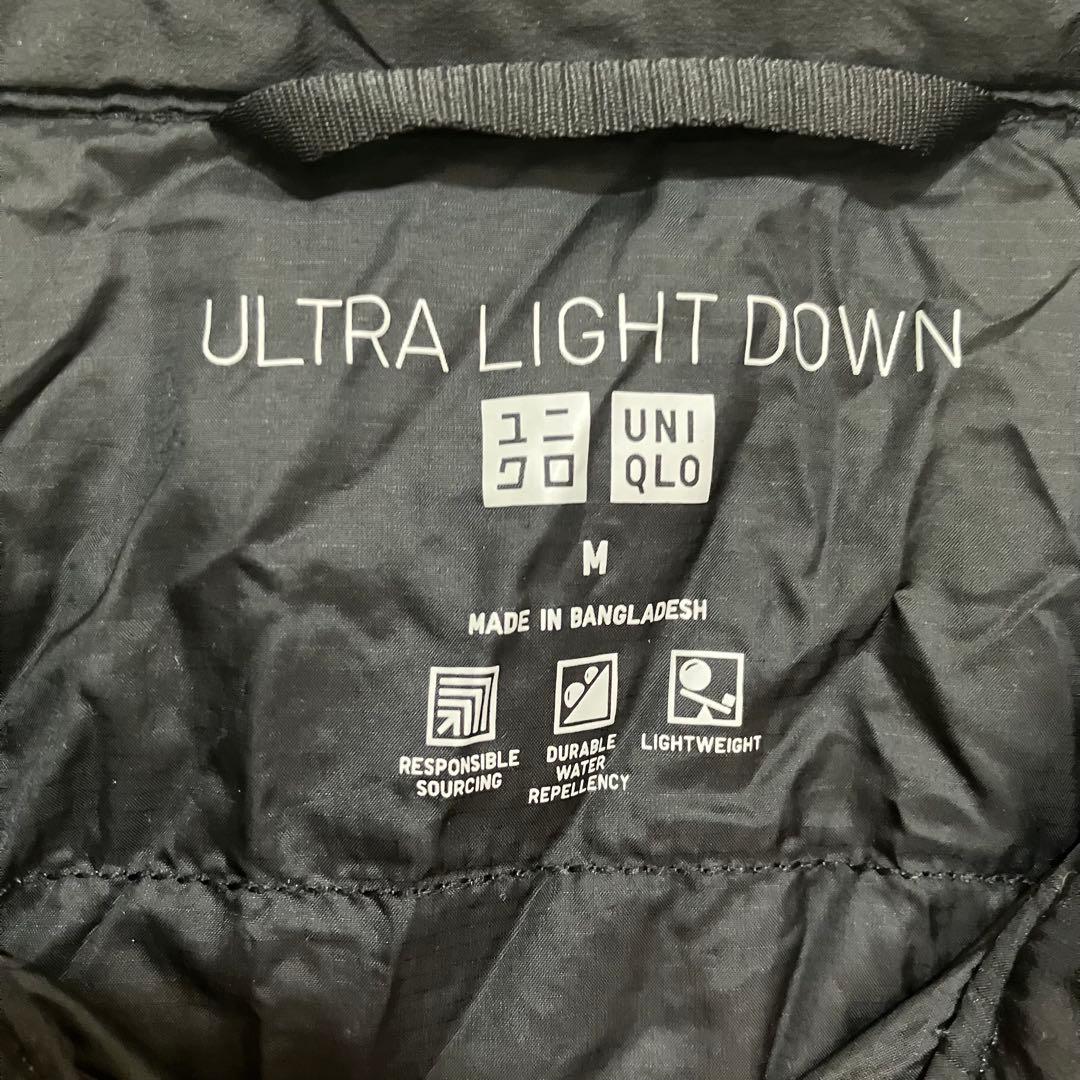 ULTRA LIGHT DOWN
ユニ
クロ
UNI
QLO
M
MADE IN BANGLADESH
RESPONSIBLE
SOURCING
DURABLE
WATER
REPELLENCY
LIGHTWEIGHT